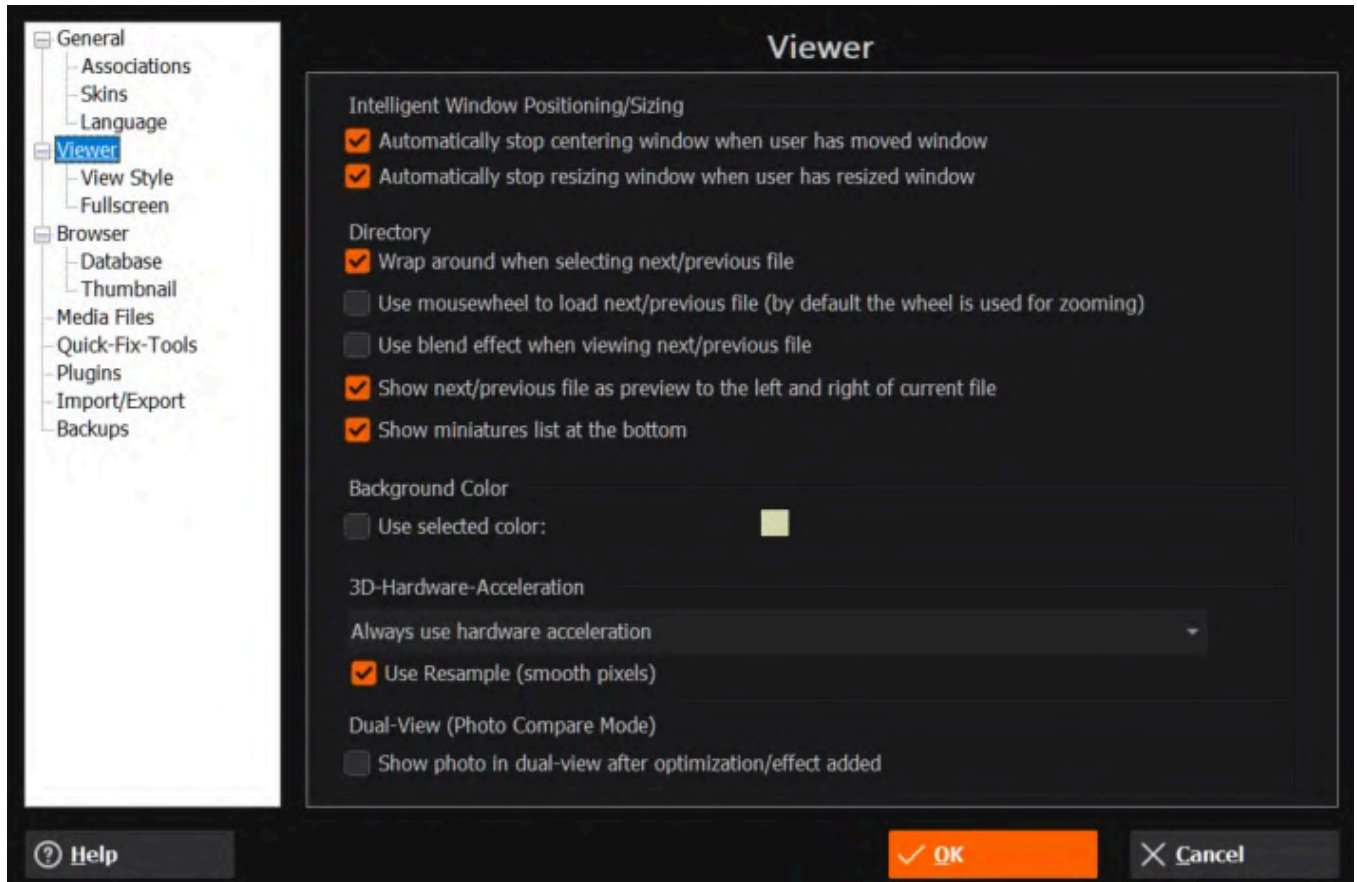 General
Associations
Skins
Language
Viewer
View Style
Fullscreen
Browser
Database
Thumbnail
Media Files
Quick-Fix-Tools
Plugins
Import/Export
Backups
Viewer
Intelligent Window Positioning/Sizing
Automatically stop centering window when user has moved window
Automatically stop resizing window when user has resized window
Directory
Wrap around when selecting next/previous file
Use mousewheel to load next/previous file (by default the wheel is used for zooming)
Use blend effect when viewing next/previous file
Show next/previous file as preview to the left and right of current file
Show miniatures list at the bottom
Background Color
Use selected color:
3D-Hardware-Acceleration
Always use hardware acceleration
Use Resample (smooth pixels)
Dual-View (Photo Compare Mode)
Show photo in dual-view after optimization/effect added
Help
OK
Cancel